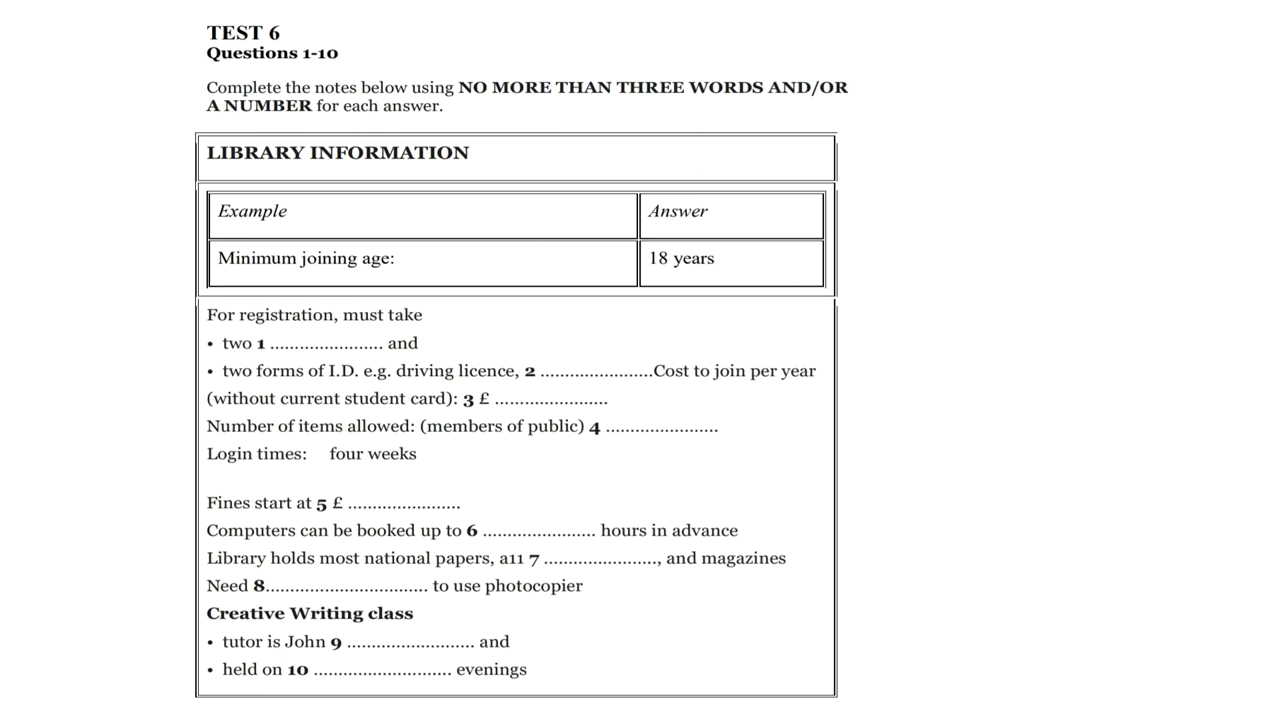 TEST 6
Questions 1-10
Complete the notes below using NO MORE THAN THREE WORDS AND/OR
A NUMBER for each answer.
LIBRARY INFORMATION
Example Answer
Minimum joining age: 18 years
For registration, must take
• two 1 ....................... and
• two forms of I.D. e.g. driving licence, 2 .......................Cost to join per year
(without current student card): 3 £ .......................
Number of items allowed: (members of public) 4 .......................
Login times: four weeks
Fines start at 5 £ .......................
Computers can be booked up to 6 ....................... hours in advance
Library holds most national papers, a11 7 ......................., and magazines
Need 8................................. to use photocopier
Creative Writing class
• tutor is John 9 .......................... and
• held on 10 ............................ evenings